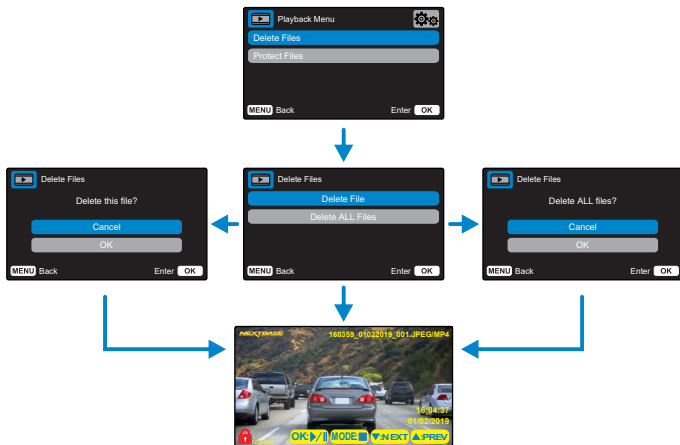 Playback Menu
Delete Files
Protect Files
MENU Back Enter OK
Delete Files
Delete this file?
Cancel
OK
MENU Back Enter OK
Delete Files
Delete File
Delete ALL Files
MENU Back Enter OK
Delete Files
Delete ALL files?
Cancel
OK
MENU Back Enter OK
NEXTBASE 160359_01022019_001.JPEG/MP4
16:04:37
01/02/2019
OK:▶/II MODE:■ ▼:NEXT ▲:PREV